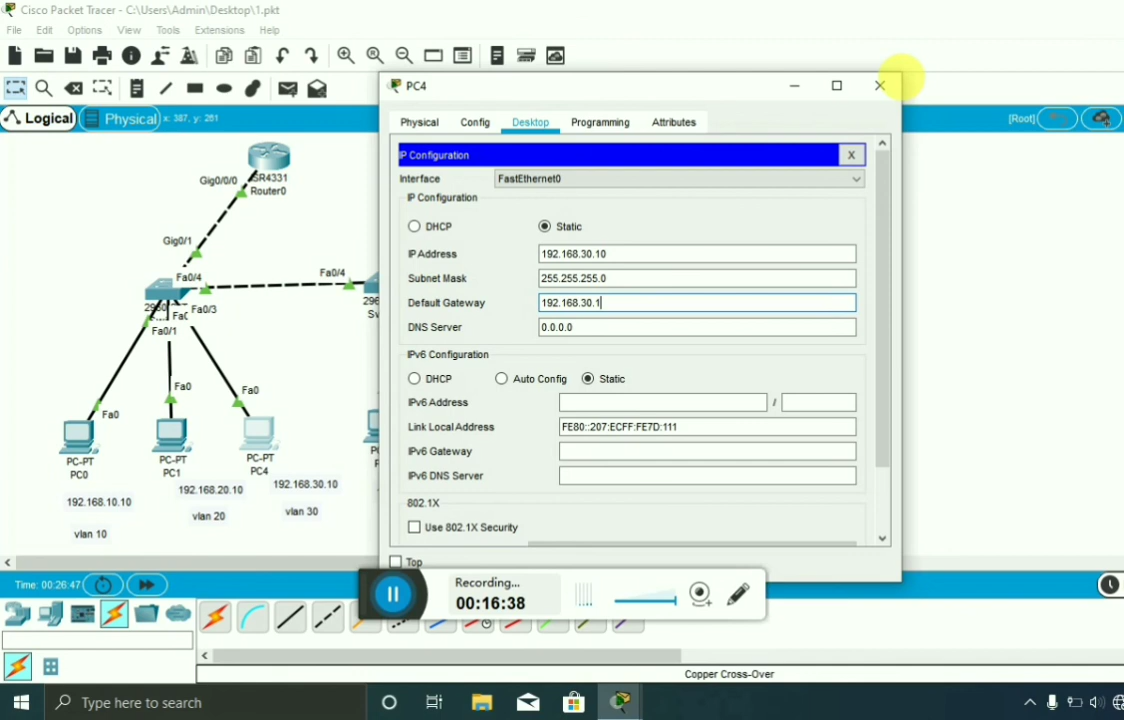 Cisco Packet Tracer - C:\Users\Admin\Desktop\1.pkt
File Edit Options View Tools Extensions Help
PC4
Logical Physical x: 387, y: 281 [Root]
Physical Config Desktop Programming Attributes
IP Configuration X
Interface FastEthernet0
IP Configuration
DHCP Static
IP Address 192.168.30.10
Subnet Mask 255.255.255.0
Default Gateway 192.168.30.1
DNS Server 0.0.0.0
IPv6 Configuration
DHCP Auto Config Static
IPv6 Address /
Link Local Address FE80::207:ECFF:FE7D:111
IPv6 Gateway
IPv6 DNS Server
802.1X
Use 802.1X Security
Top
Gig0/0/0
SR4331
Router0
Gig0/1
Fa0/4
Fa0/4
Fa0/3
Fa0/1
Fa0 Fa0 Fa0
PC-PT
PC0
PC-PT
PC1
PC-PT
PC4
192.168.10.10
vlan 10
192.168.20.10
vlan 20
192.168.30.10
vlan 30
Time: 00:26:47
Recording...
00:16:38
Copper Cross-Over
Type here to search